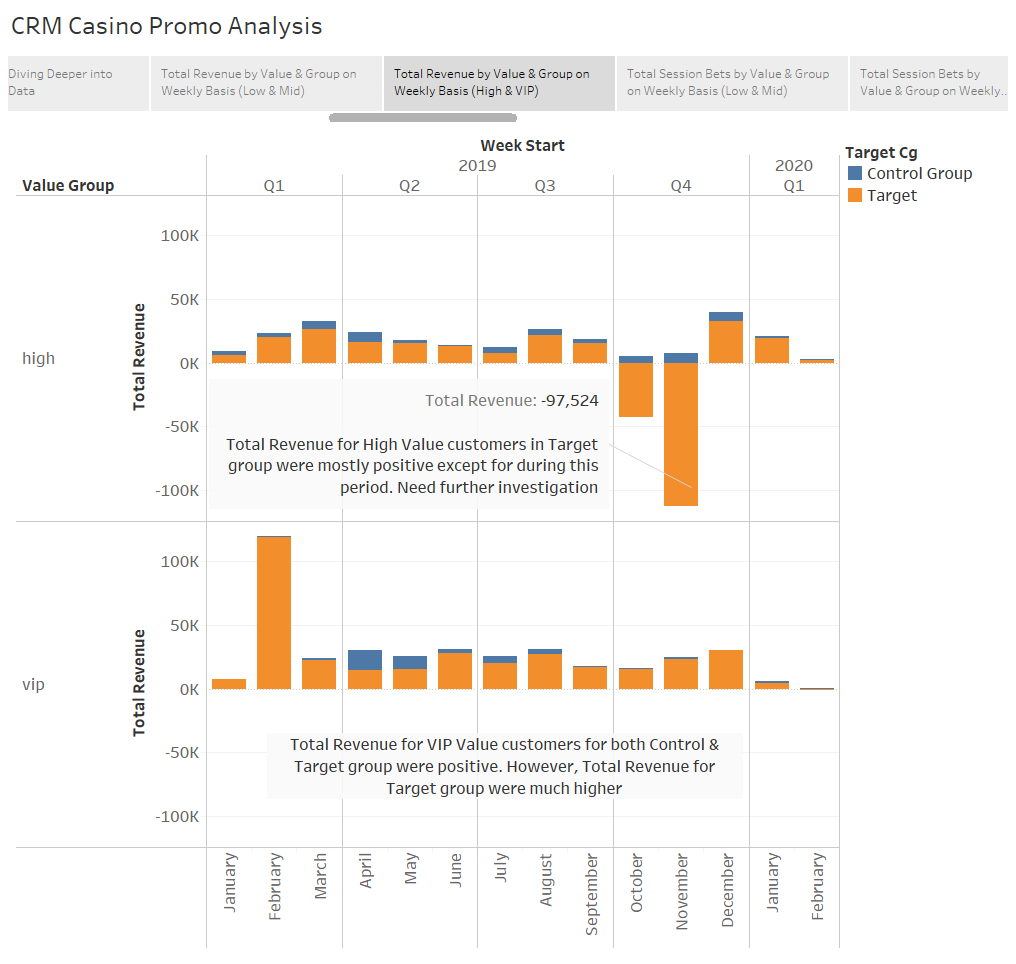 CRM Casino Promo Analysis
Diving Deeper into
Data
Total Revenue by Value & Group on
Weekly Basis (Low & Mid)
Total Revenue by Value & Group on
Weekly Basis (High & VIP)
Total Session Bets by Value & Group
on Weekly Basis (Low & Mid)
Total Session Bets by
Value & Group on Weekly..
Week Start
2019
2020
Value Group
Q1
Q2
Q3
Q4
Q1
Target Cg
Control Group
Target
high
Total Revenue
100K
50K
0K
-50K
-100K
Total Revenue: -97,524
Total Revenue for High Value customers in Target
group were mostly positive except for during this
period. Need further investigation
vip
Total Revenue
100K
50K
0K
-50K
-100K
Total Revenue for VIP Value customers for both Control &
Target group were positive. However, Total Revenue for
Target group were much higher
January
February
March
April
May
June
July
August
September
October
November
December
January
February